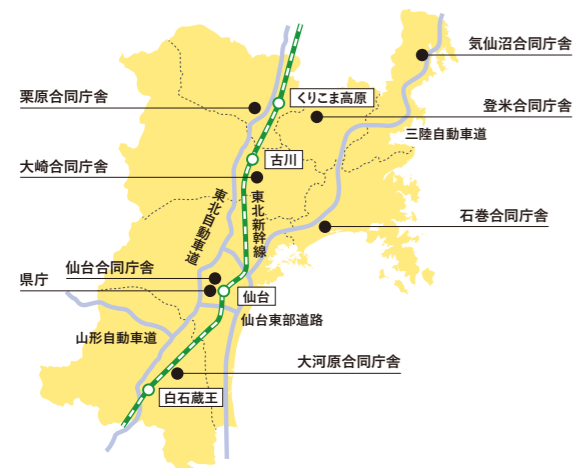 気仙沼合同庁舎
栗原合同庁舎
くりこま高原
登米合同庁舎
三陸自動車道
古川
大崎合同庁舎
東北自動車道
東北新幹線
石巻合同庁舎
仙台合同庁舎
県庁
仙台
仙台東部道路
山形自動車道
大河原合同庁舎
白石蔵王